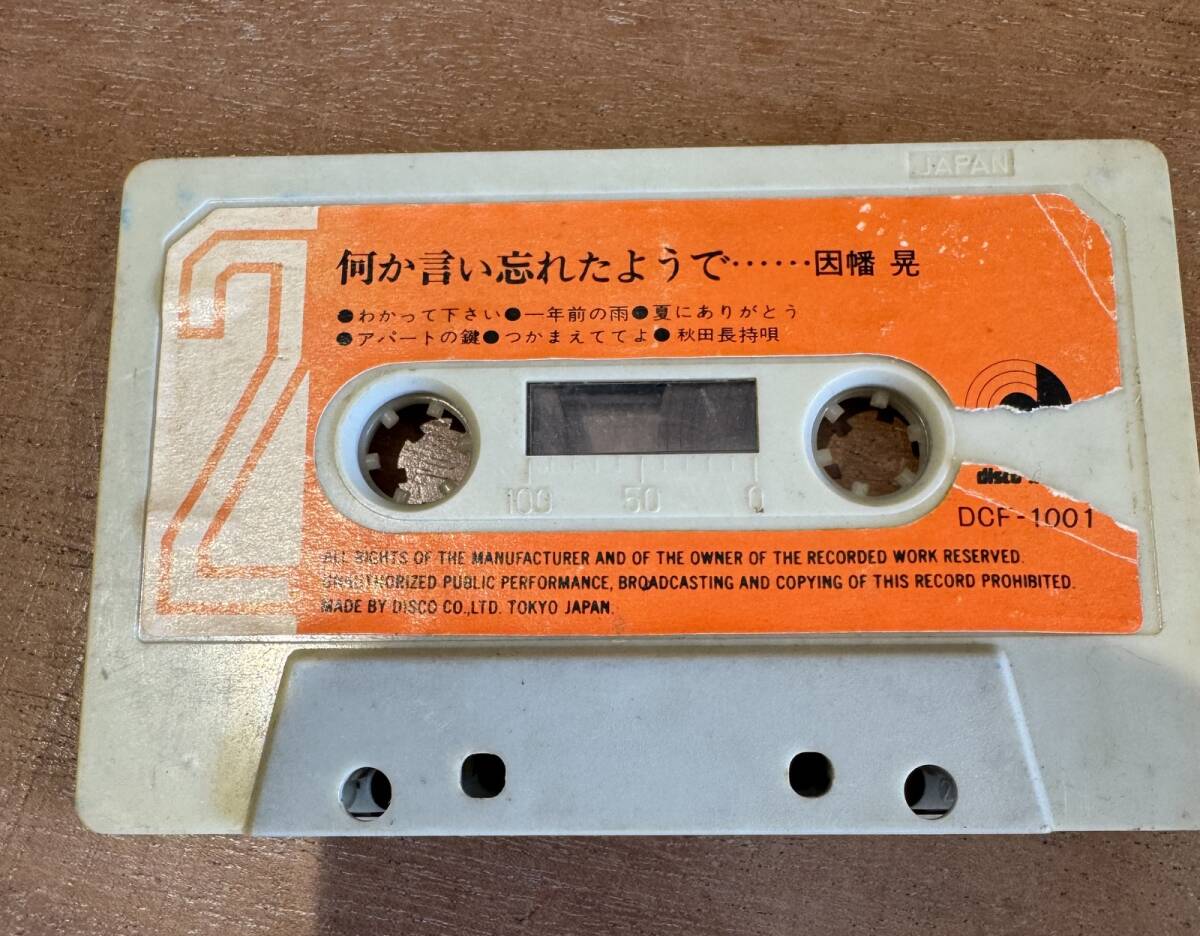 JAPAN
2
何か言い忘れたようで……因幡 晃
●わかって下さい●一年前の雨●夏にありがとう
●アパートの鍵●つかまえててよ●秋田長持唄
100 50 0
disco
DCF-1001
ALL RIGHTS OF THE MANUFACTURER AND OF THE OWNER OF THE RECORDED WORK RESERVED.
UNAUTHORIZED PUBLIC PERFORMANCE, BROADCASTING AND COPYING OF THIS RECORD PROHIBITED.
MADE BY DISCO CO.,LTD. TOKYO JAPAN.